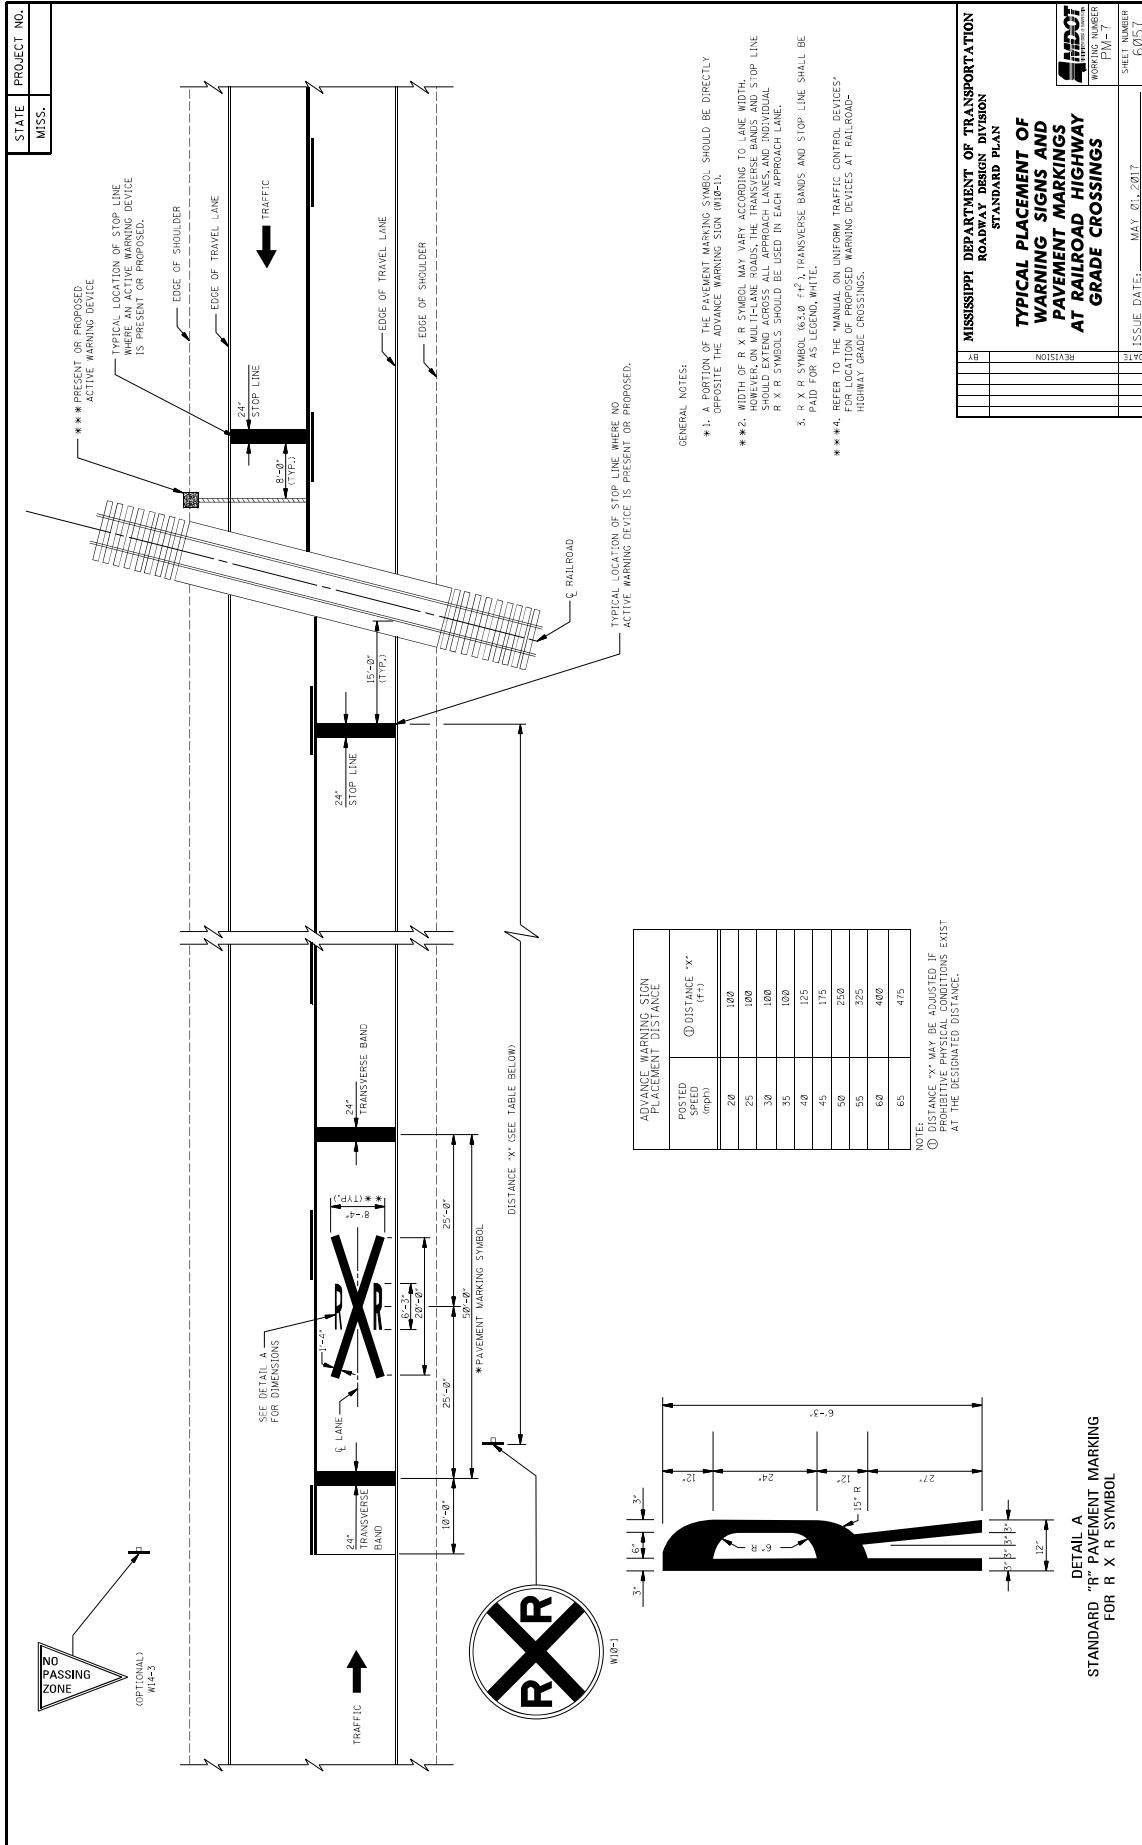 STATE PROJECT NO.
MISS.
* * * PRESENT OR PROPOSED
ACTIVE WARNING DEVICE
TYPICAL LOCATION OF STOP LINE
WHERE AN ACTIVE WARNING DEVICE
IS PRESENT OR PROPOSED.
EDGE OF SHOULDER
EDGE OF TRAVEL LANE
TRAFFIC
EDGE OF TRAVEL LANE
EDGE OF SHOULDER
24"
STOP LINE
8'-0"
(TYP.)
℄ RAILROAD
15'-0"
(TYP.)
TYPICAL LOCATION OF STOP LINE WHERE NO
ACTIVE WARNING DEVICE IS PRESENT OR PROPOSED.
24"
STOP LINE
24"
TRANSVERSE BAND
DISTANCE "X" (SEE TABLE BELOW)
SEE DETAIL A
FOR DIMENSIONS
R
R
8'-4"
* * (TYP.)
1'-4"
℄ LANE
6'-3"
20'-0"
25'-0"
25'-0"
50'-0"
* PAVEMENT MARKING SYMBOL
10'-0"
24"
TRANSVERSE
BAND
NO
PASSING
ZONE
(OPTIONAL)
W14-3
TRAFFIC
R R
W10-1
GENERAL NOTES:
* 1. A PORTION OF THE PAVEMENT MARKING SYMBOL SHOULD BE DIRECTLY
OPPOSITE THE ADVANCE WARNING SIGN (W10-1).
* * 2. WIDTH OF R X R SYMBOL MAY VARY ACCORDING TO LANE WIDTH.
HOWEVER, ON MULTI-LANE ROADS, THE TRANSVERSE BANDS AND STOP LINE
SHOULD EXTEND ACROSS ALL APPROACH LANES, AND INDIVIDUAL
R X R SYMBOLS SHOULD BE USED IN EACH APPROACH LANE.
3. R X R SYMBOL (63.0 ft²), TRANSVERSE BANDS AND STOP LINE SHALL BE
PAID FOR AS LEGEND, WHITE.
* * * 4. REFER TO THE "MANUAL ON UNIFORM TRAFFIC CONTROL DEVICES"
FOR LOCATION OF PROPOSED WARNING DEVICES AT RAILROAD-
HIGHWAY GRADE CROSSINGS.
ADVANCE WARNING SIGN
PLACEMENT DISTANCE
POSTED
SPEED
(mph)
① DISTANCE "X"
(ft)
20 100
25 100
30 100
35 100
40 125
45 175
50 250
55 325
60 400
65 475
NOTE:
① DISTANCE "X" MAY BE ADJUSTED IF
PROHIBITIVE PHYSICAL CONDITIONS EXIST
AT THE DESIGNATED DISTANCE.
3" 6" 3"
6" R
15" R
12"
24"
12"
27"
6'-3"
3" 3" 3" 3"
12"
DETAIL A
STANDARD "R" PAVEMENT MARKING
FOR R X R SYMBOL
MISSISSIPPI DEPARTMENT OF TRANSPORTATION
ROADWAY DESIGN DIVISION
STANDARD PLAN
TYPICAL PLACEMENT OF
WARNING SIGNS AND
PAVEMENT MARKINGS
AT RAILROAD HIGHWAY
GRADE CROSSINGS
ISSUE DATE: MAY 01, 2017
MDOT
WORKING NUMBER
PM-7
SHEET NUMBER
6057
BY
REVISION
DATE